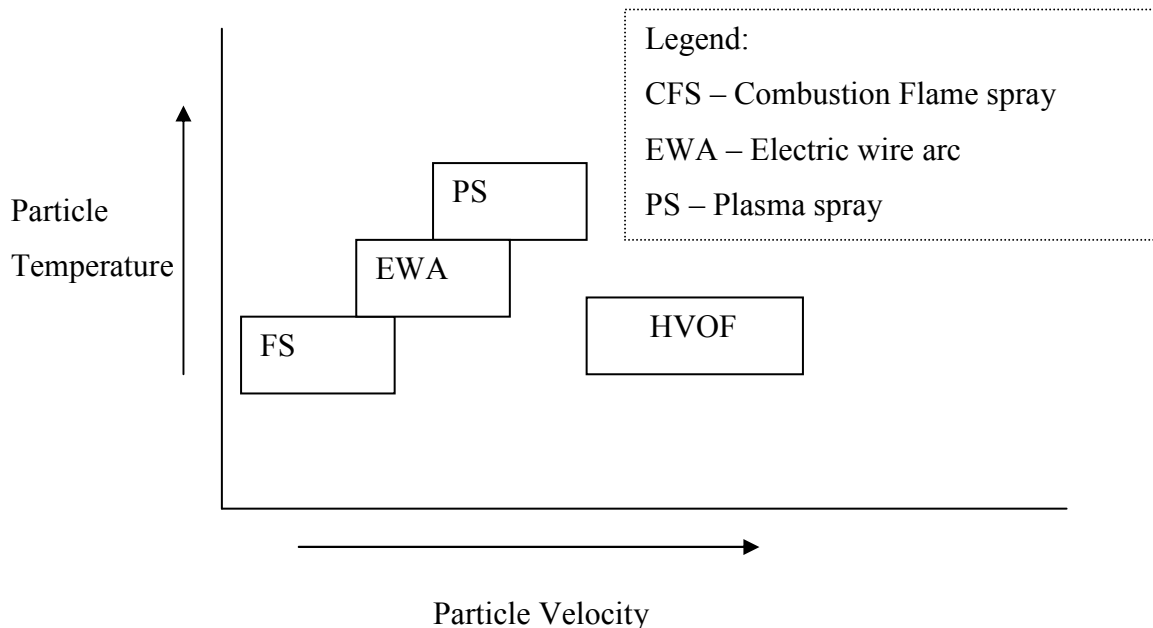 Legend:
CFS – Combustion Flame spray
EWA – Electric wire arc
PS – Plasma spray
PS
Particle
Temperature
EWA
HVOF
FS
Particle Velocity